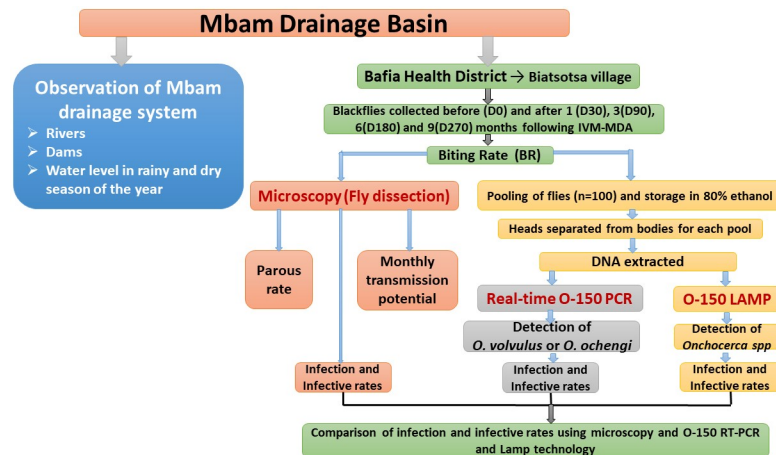 Mbam Drainage Basin
Observation of Mbam
drainage system
➢ Rivers
➢ Dams
➢ Water level in rainy and dry
season of the year
Bafia Health District → Biatsotsa village
Blackflies collected before (D0) and after 1 (D30), 3(D90),
6(D180) and 9(D270) months following IVM-MDA
Biting Rate (BR)
Microscopy (Fly dissection)
Parous
rate
Monthly
transmission
potential
Infection and
Infective rates
Pooling of flies (n=100) and storage in 80% ethanol
Heads separated from bodies for each pool
DNA extracted
Real-time O-150 PCR
Detection of
O. volvulus or O. ochengi
Infection and
Infective rates
O-150 LAMP
Detection of
Onchocerca spp
Infection and
Infective rates
Comparison of infection and infective rates using microscopy and O-150 RT-PCR
and Lamp technology